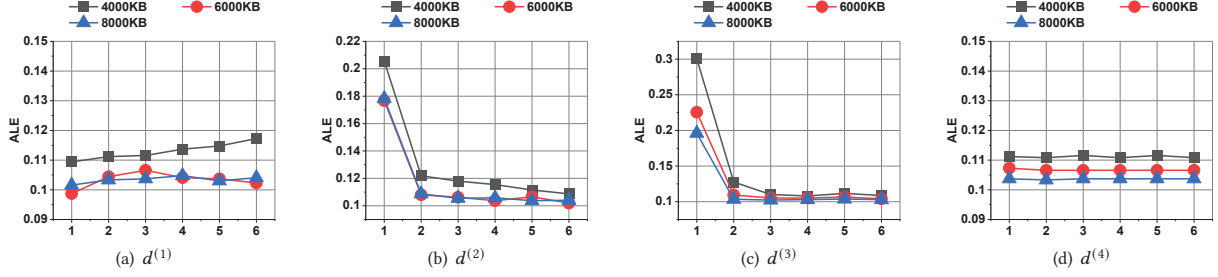 4000KB 6000KB
8000KB
0.15
0.14
0.13
0.12
0.11
0.1
0.09
ALE
1 2 3 4 5 6
(a) d(1)
4000KB 6000KB
8000KB
0.22
0.2
0.18
0.16
0.14
0.12
0.1
ALE
1 2 3 4 5 6
(b) d(2)
4000KB 6000KB
8000KB
0.3
0.25
0.2
0.15
0.1
ALE
1 2 3 4 5 6
(c) d(3)
4000KB 6000KB
8000KB
0.15
0.14
0.13
0.12
0.11
0.1
0.09
ALE
1 2 3 4 5 6
(d) d(4)